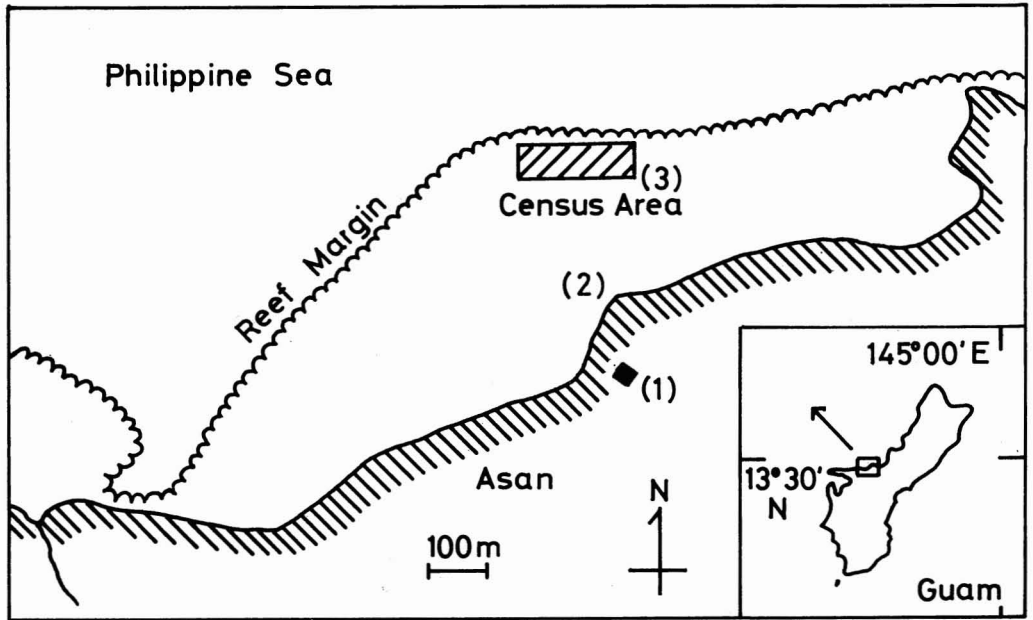 Philippine Sea
(3)
Census Area
Reef Margin
(2)
(1)
Asan
100m
N
145°00'E
13°30'
N
Guam